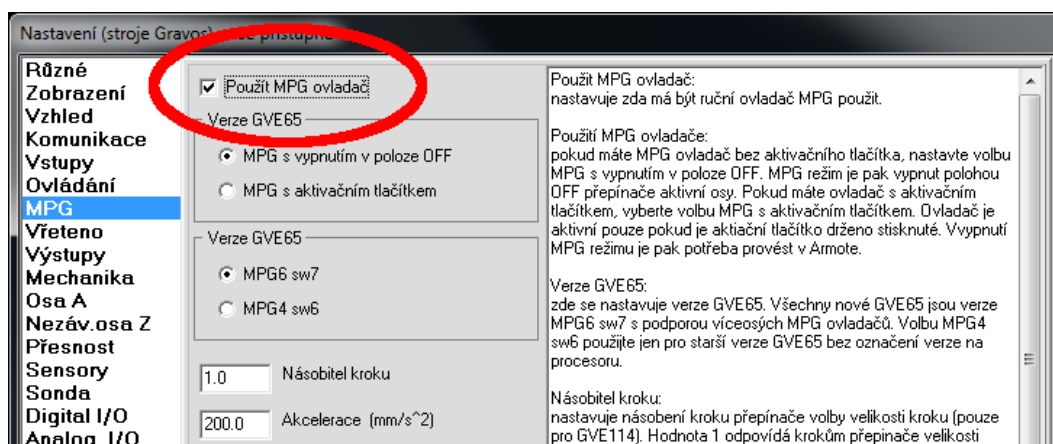 Nastavení (stroje Gravos)
Různé
Zobrazení
Vzhled
Komunikace
Vstupy
Ovládání
MPG
Vřeteno
Výstupy
Mechanika
Osa A
Nezáv.osa Z
Přesnost
Sensory
Sonda
Digital I/O
Analog. I/O
Použít MPG ovladač
Verze GVE65
MPG s vypnutím v poloze OFF
MPG s aktivačním tlačítkem
Verze GVE65
MPG6 sw7
MPG4 sw6
1.0 Násobitel kroku
200.0 Akcelerace (mm/s^2)
Použit MPG ovladač:
nastavuje zda má být ruční ovladač MPG použit.
Použití MPG ovladače:
pokud máte MPG ovladač bez aktivačního tlačítka, nastavte volbu
MPG s vypnutím v poloze OFF. MPG režim je pak vypnut polohou
OFF přepínače aktivní osy. Pokud máte ovladač s aktivačním
tlačítkem, vyberte volbu MPG s aktivačním tlačítkem. Ovladač je
aktivní pouze pokud je aktiační tlačítko drženo stisknuté. Vvypnutí
MPG režimu je pak potřeba provést v Armote.
Verze GVE65:
zde se nastavuje verze GVE65. Všechny nové GVE65 jsou verze
MPG6 sw7 s podporou víceosých MPG ovladačů. Volbu MPG4
sw6 použijte jen pro starší verze GVE65 bez označení verze na
procesoru.
Násobitel kroku:
nastavuje násobení kroku přepínače volby velikosti kroku (pouze
pro GVE114). Hodnota 1 odpovídá krokům přepinače velikosti